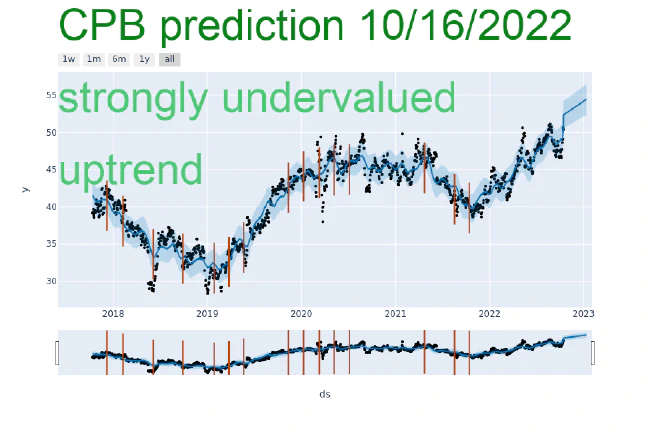 CPB prediction 10/16/2022
1w 1m 6m 1y all
strongly undervalued
uptrend
55
50
45
40
35
30
y
2018 2019 2020 2021 2022 2023
ds